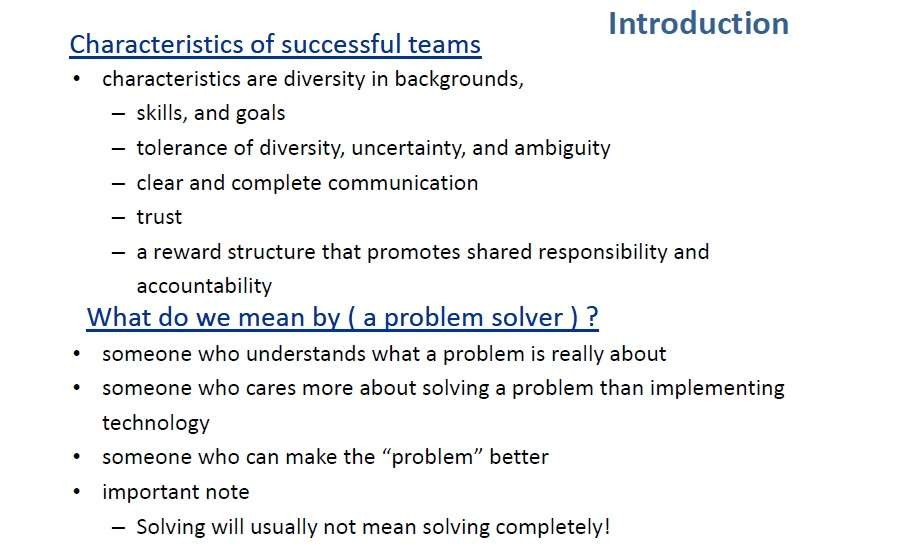 Introduction
Characteristics of successful teams
• characteristics are diversity in backgrounds,
– skills, and goals
– tolerance of diversity, uncertainty, and ambiguity
– clear and complete communication
– trust
– a reward structure that promotes shared responsibility and
accountability
What do we mean by ( a problem solver ) ?
• someone who understands what a problem is really about
• someone who cares more about solving a problem than implementing
technology
• someone who can make the “problem” better
• important note
– Solving will usually not mean solving completely!